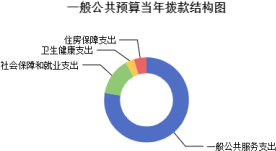 一般公共预算当年拨款结构图
住房保障支出
卫生健康支出
社会保障和就业支出
一般公共服务支出